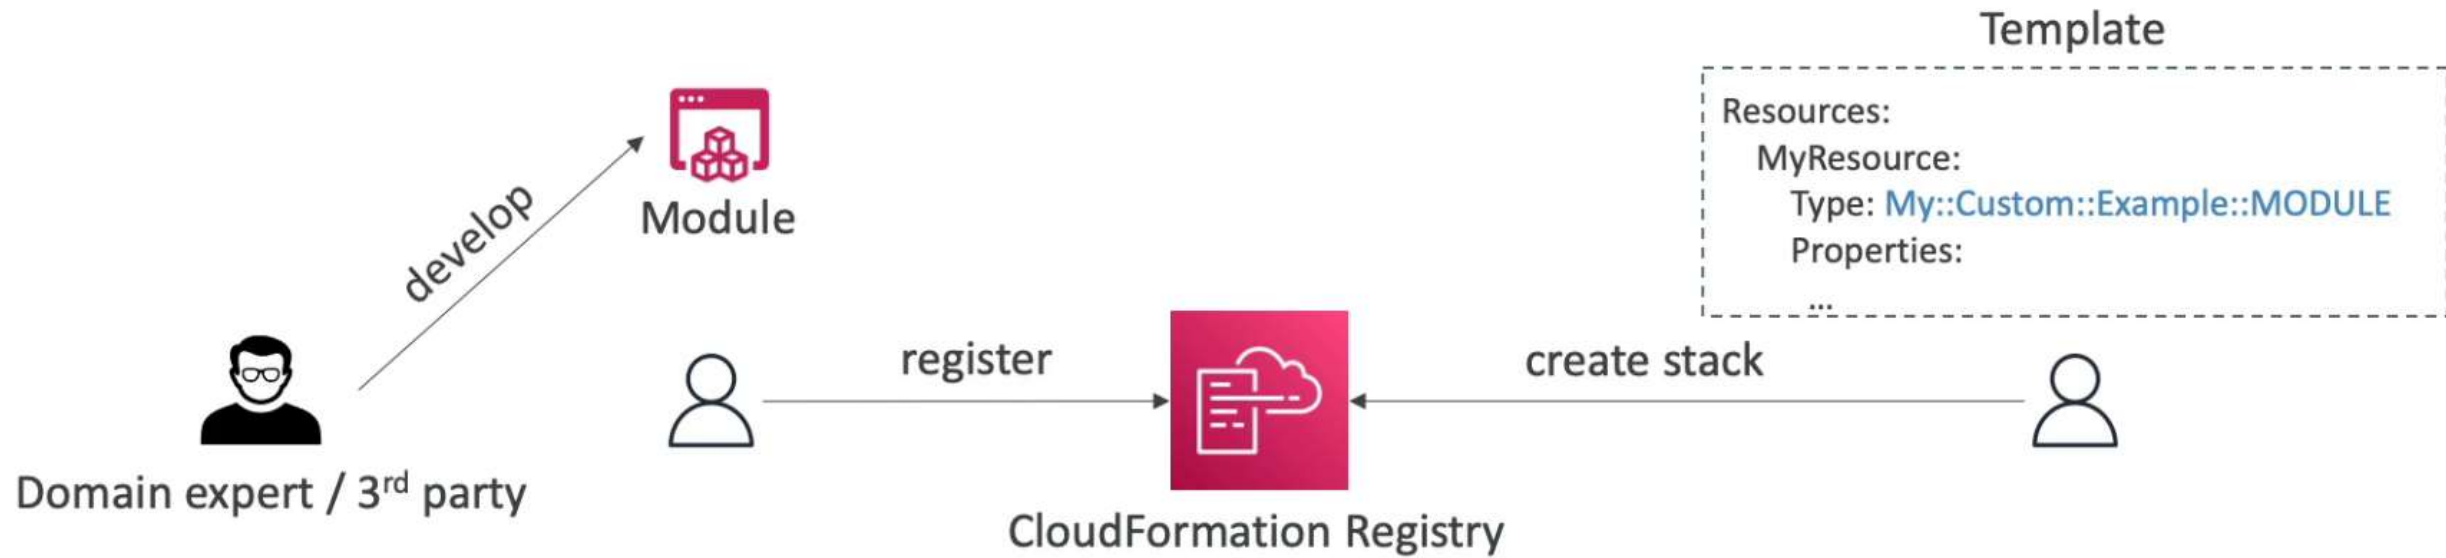 Template
Resources:
MyResource:
Type: My::Custom::Example::MODULE
Properties:
...
Module
develop
register
create stack
Domain expert / 3rd party
CloudFormation Registry